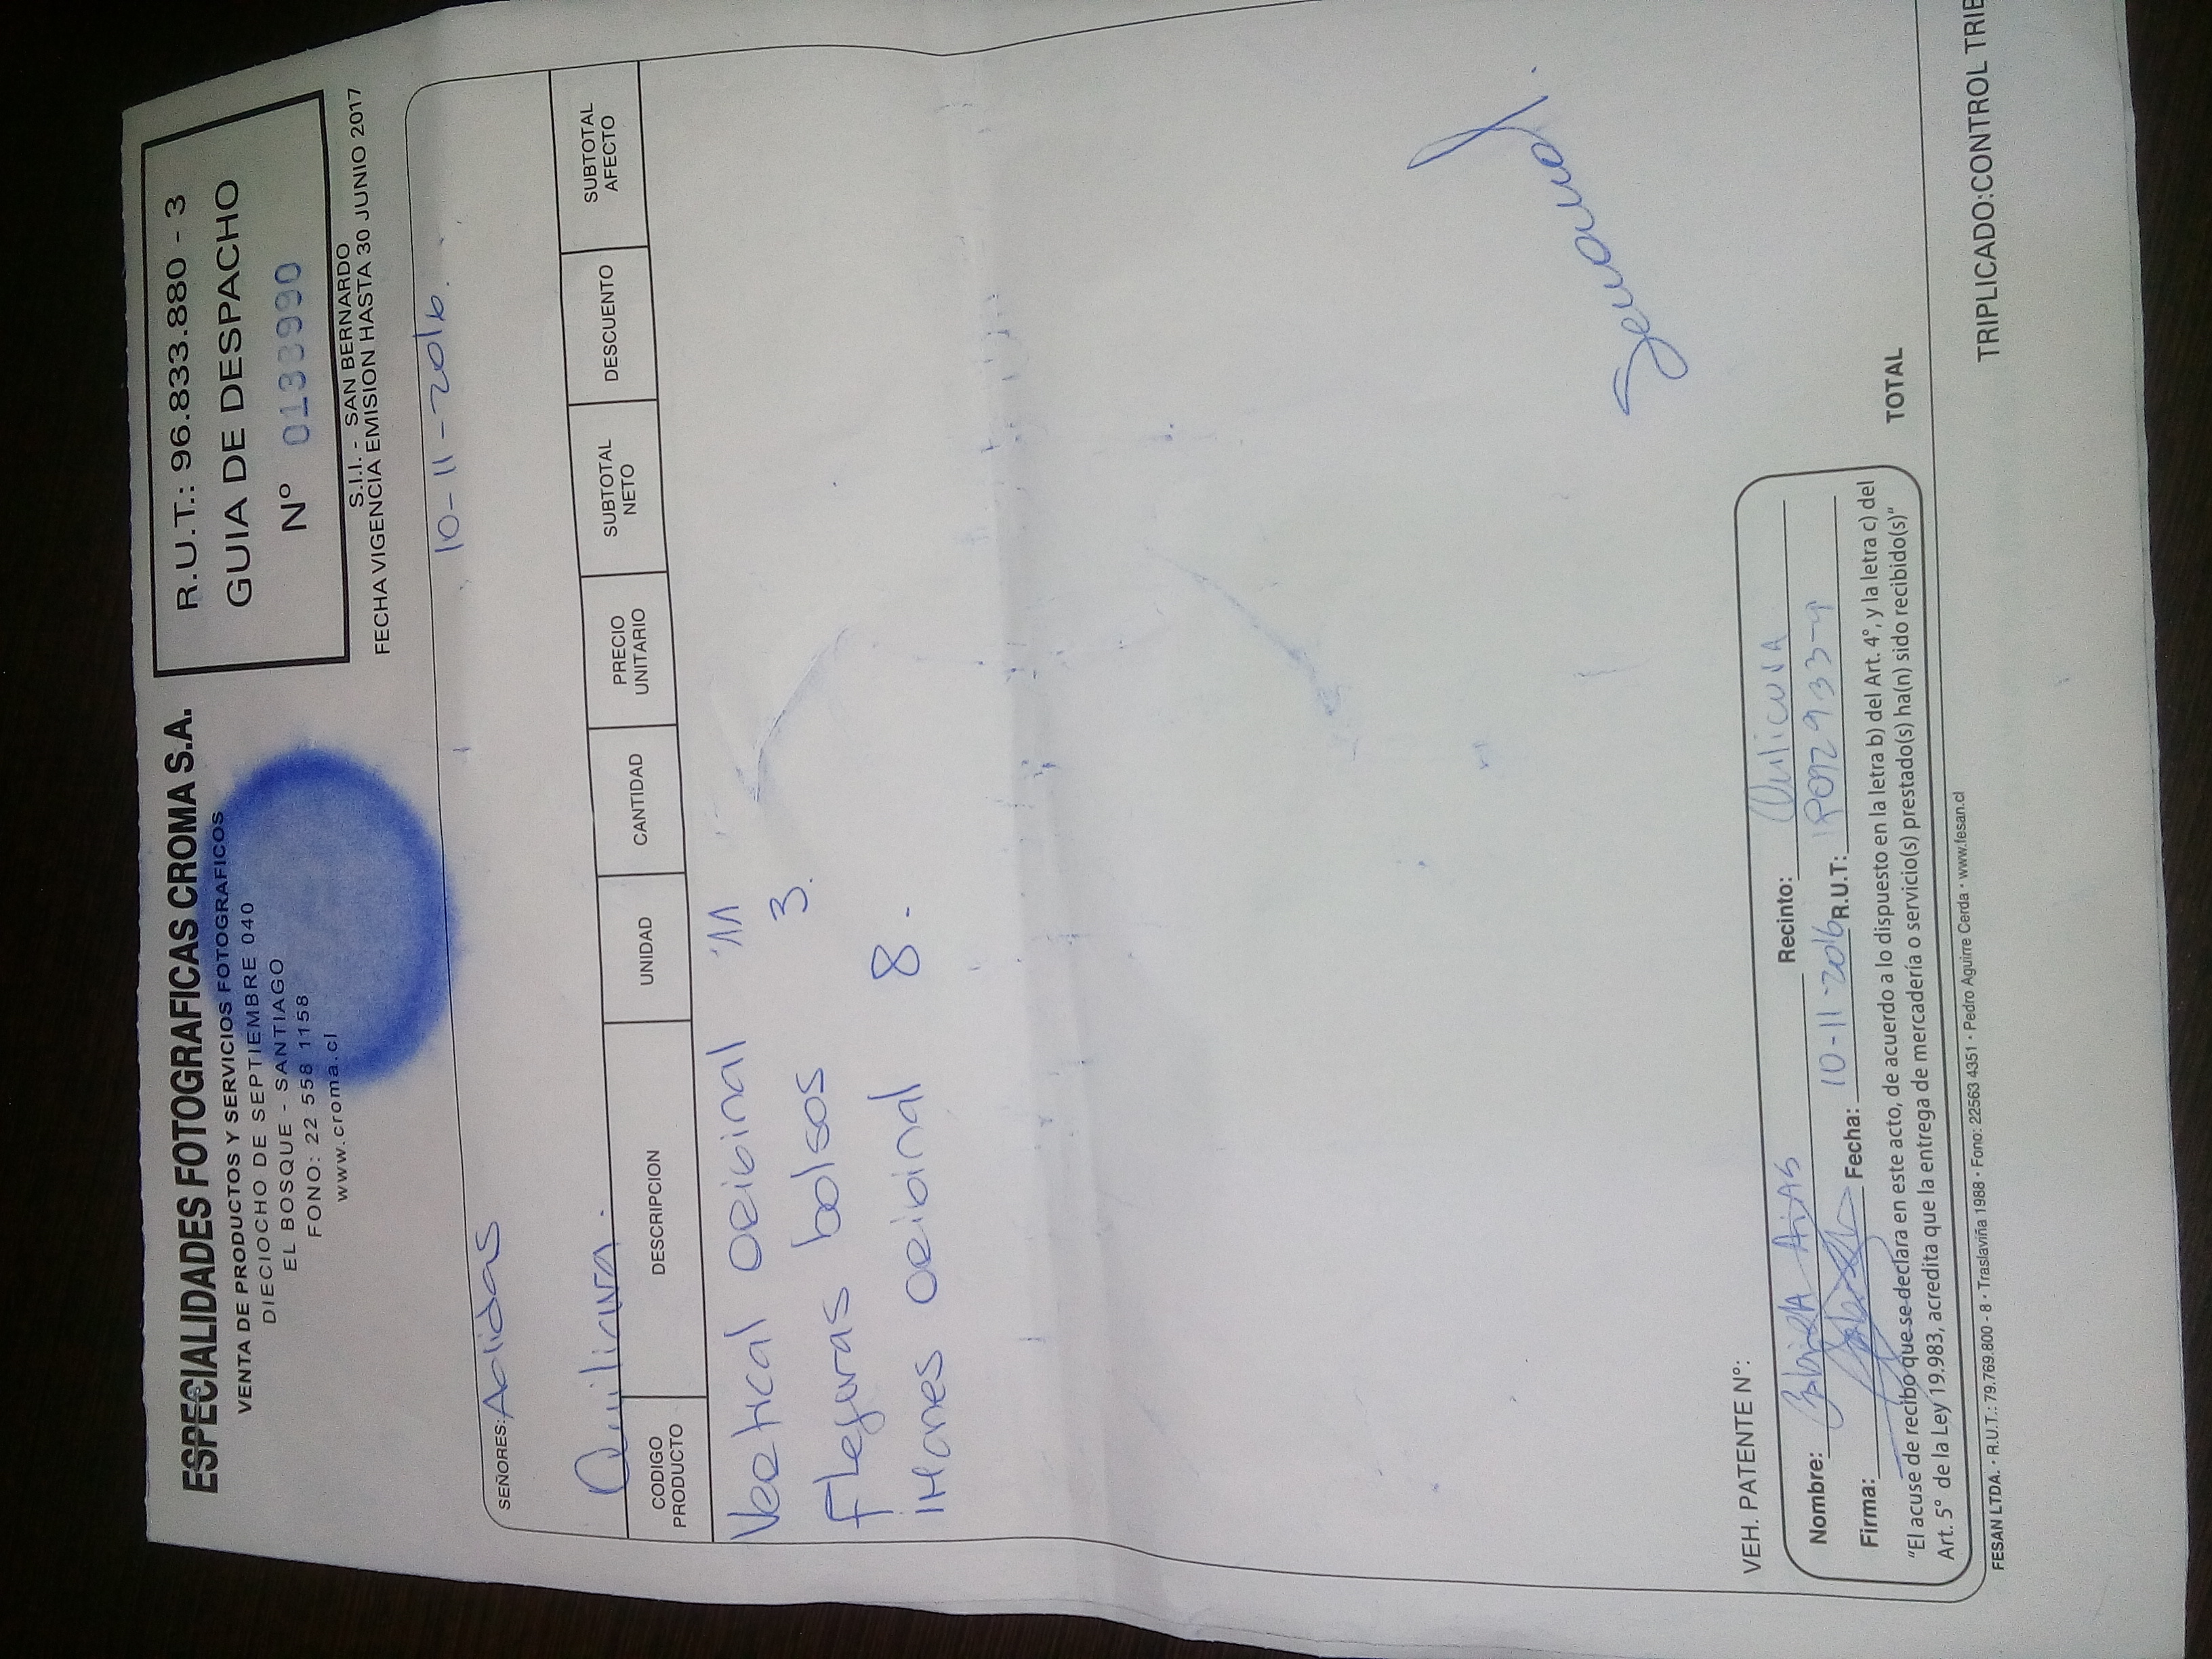 ESPECIALIDADES FOTOGRAFICAS CROMA S.A.
VENTA DE PRODUCTOS Y SERVICIOS FOTOGRAFICOS
DIECIOCHO DE SEPTIEMBRE 040
EL BOSQUE - SANTIAGO
FONO: 22 558 1158
www.croma.cl
R.U.T.: 96.833.880 - 3
GUIA DE DESPACHO
Nº 0133990
S.I.I. - SAN BERNARDO
FECHA VIGENCIA EMISION HASTA 30 JUNIO 2017
10-11-2016.
SEÑORES: Adidas
Quilicura.
CODIGO PRODUCTO DESCRIPCION UNIDAD CANTIDAD PRECIO UNITARIO SUBTOTAL NETO DESCUENTO SUBTOTAL AFECTO
Vertical original 11
bolsos 3.
imanes original 8.
VEH. PATENTE N°:
Nombre: Gabriela Arias Recinto: Quilicura
Firma: Fecha: 10-11-2016 R.U.T:
"El acuse de recibo que se declara en este acto, de acuerdo a lo dispuesto en la letra b) del Art. 4°, y la letra c) del
Art. 5° de la Ley 19.983, acredita que la entrega de mercadería o servicio(s) prestado(s) ha(n) sido recibido(s)"
TOTAL
FESAN LTDA. • R.U.T.: 79.769.800 - 8 • Traslaviña 1988 • Fono: 22563 4351 • Pedro Aguirre Cerda • www.fesan.cl
TRIPLICADO:CONTROL TRIB